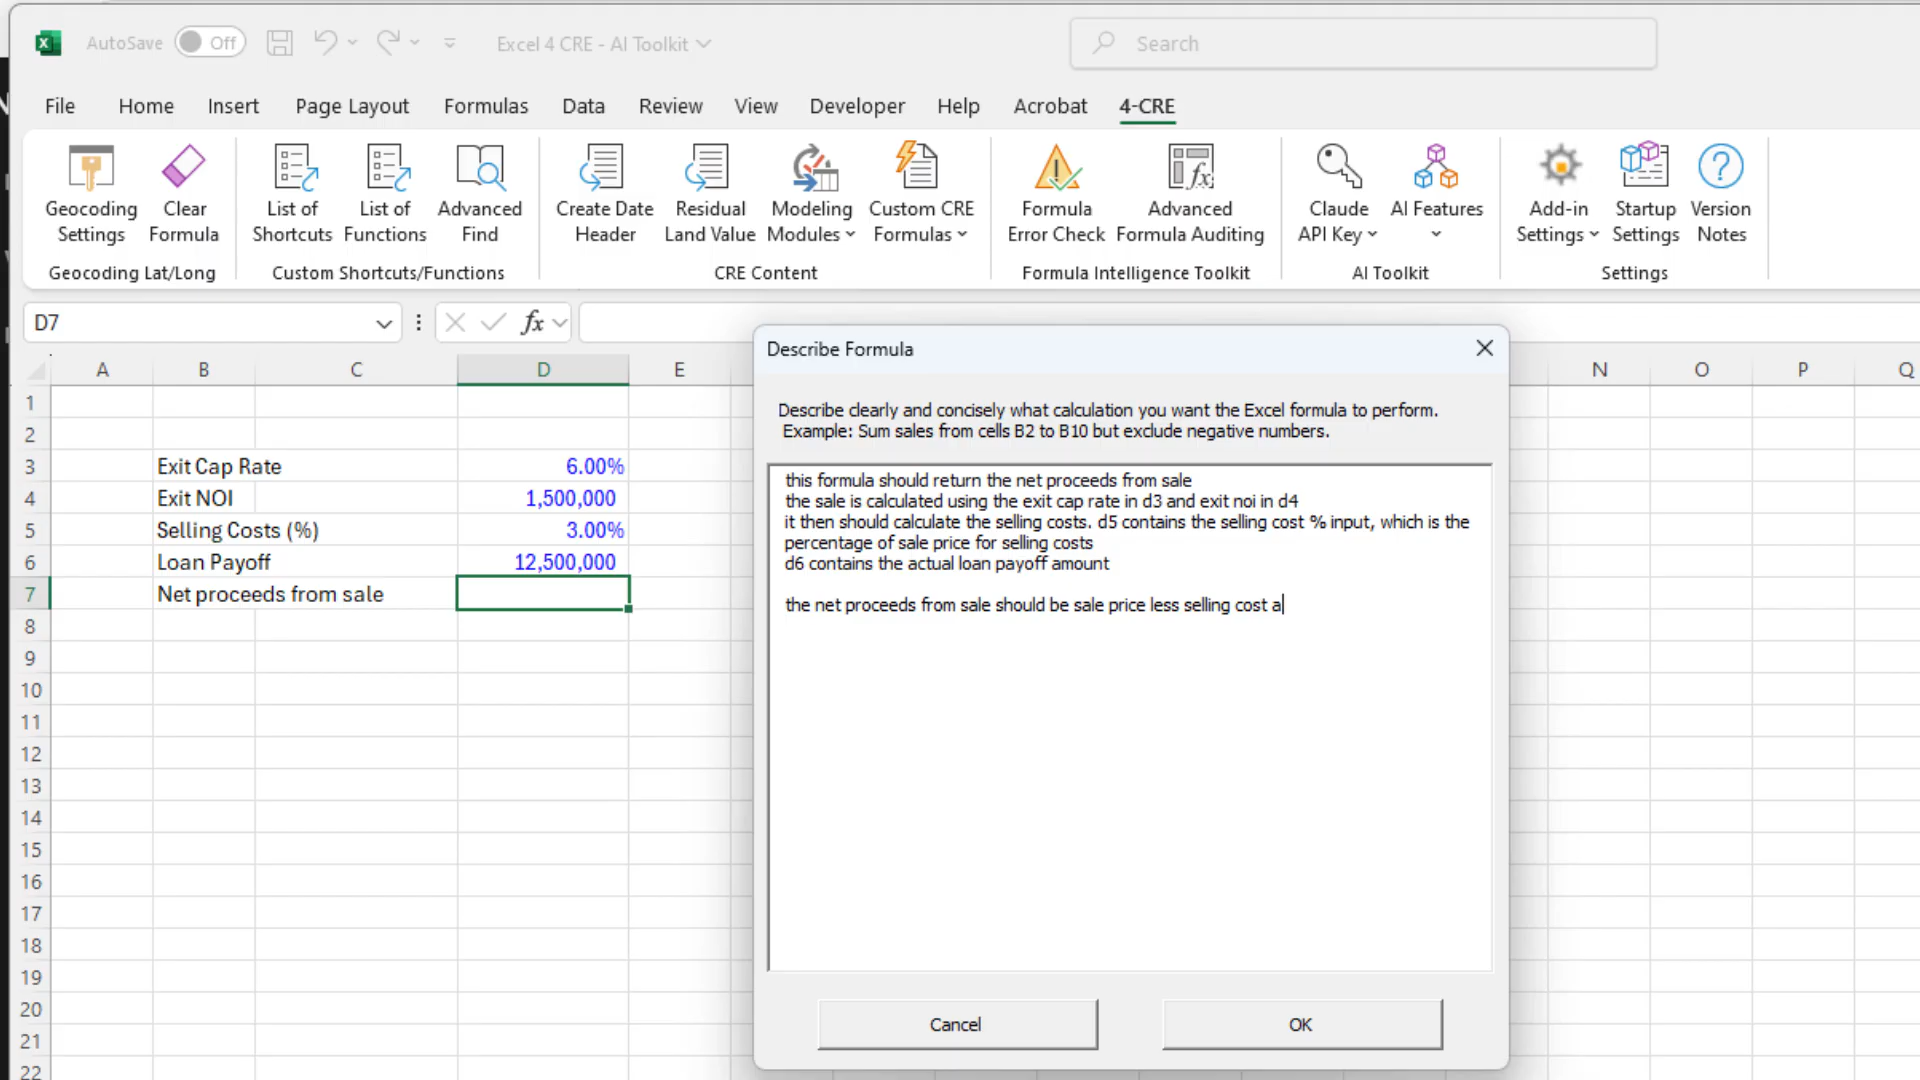 AutoSave Off Excel 4 CRE - AI Toolkit Search
File Home Insert Page Layout Formulas Data Review View Developer Help Acrobat 4-CRE
Geocoding Settings
Clear Formula
Geocoding Lat/Long
List of Shortcuts
List of Functions
Advanced Find
Custom Shortcuts/Functions
Create Date Header
Residual Land Value
Modeling Modules
Custom CRE Formulas
CRE Content
Formula Error Check
Advanced Formula Auditing
Formula Intelligence Toolkit
Claude API Key
AI Features
AI Toolkit
Add-in Settings
Startup Settings
Version Notes
Settings
D7 fx
A B C D E N O P Q
1
2
3 Exit Cap Rate 6.00%
4 Exit NOI 1,500,000
5 Selling Costs (%) 3.00%
6 Loan Payoff 12,500,000
7 Net proceeds from sale
8
9
10
11
12
13
14
15
16
17
18
19
20
21
22
Describe Formula
Describe clearly and concisely what calculation you want the Excel formula to perform.
Example: Sum sales from cells B2 to B10 but exclude negative numbers.
this formula should return the net proceeds from sale
the sale is calculated using the exit cap rate in d3 and exit noi in d4
it then should calculate the selling costs. d5 contains the selling cost % input, which is the
percentage of sale price for selling costs
d6 contains the actual loan payoff amount
the net proceeds from sale should be sale price less selling cost a
Cancel OK